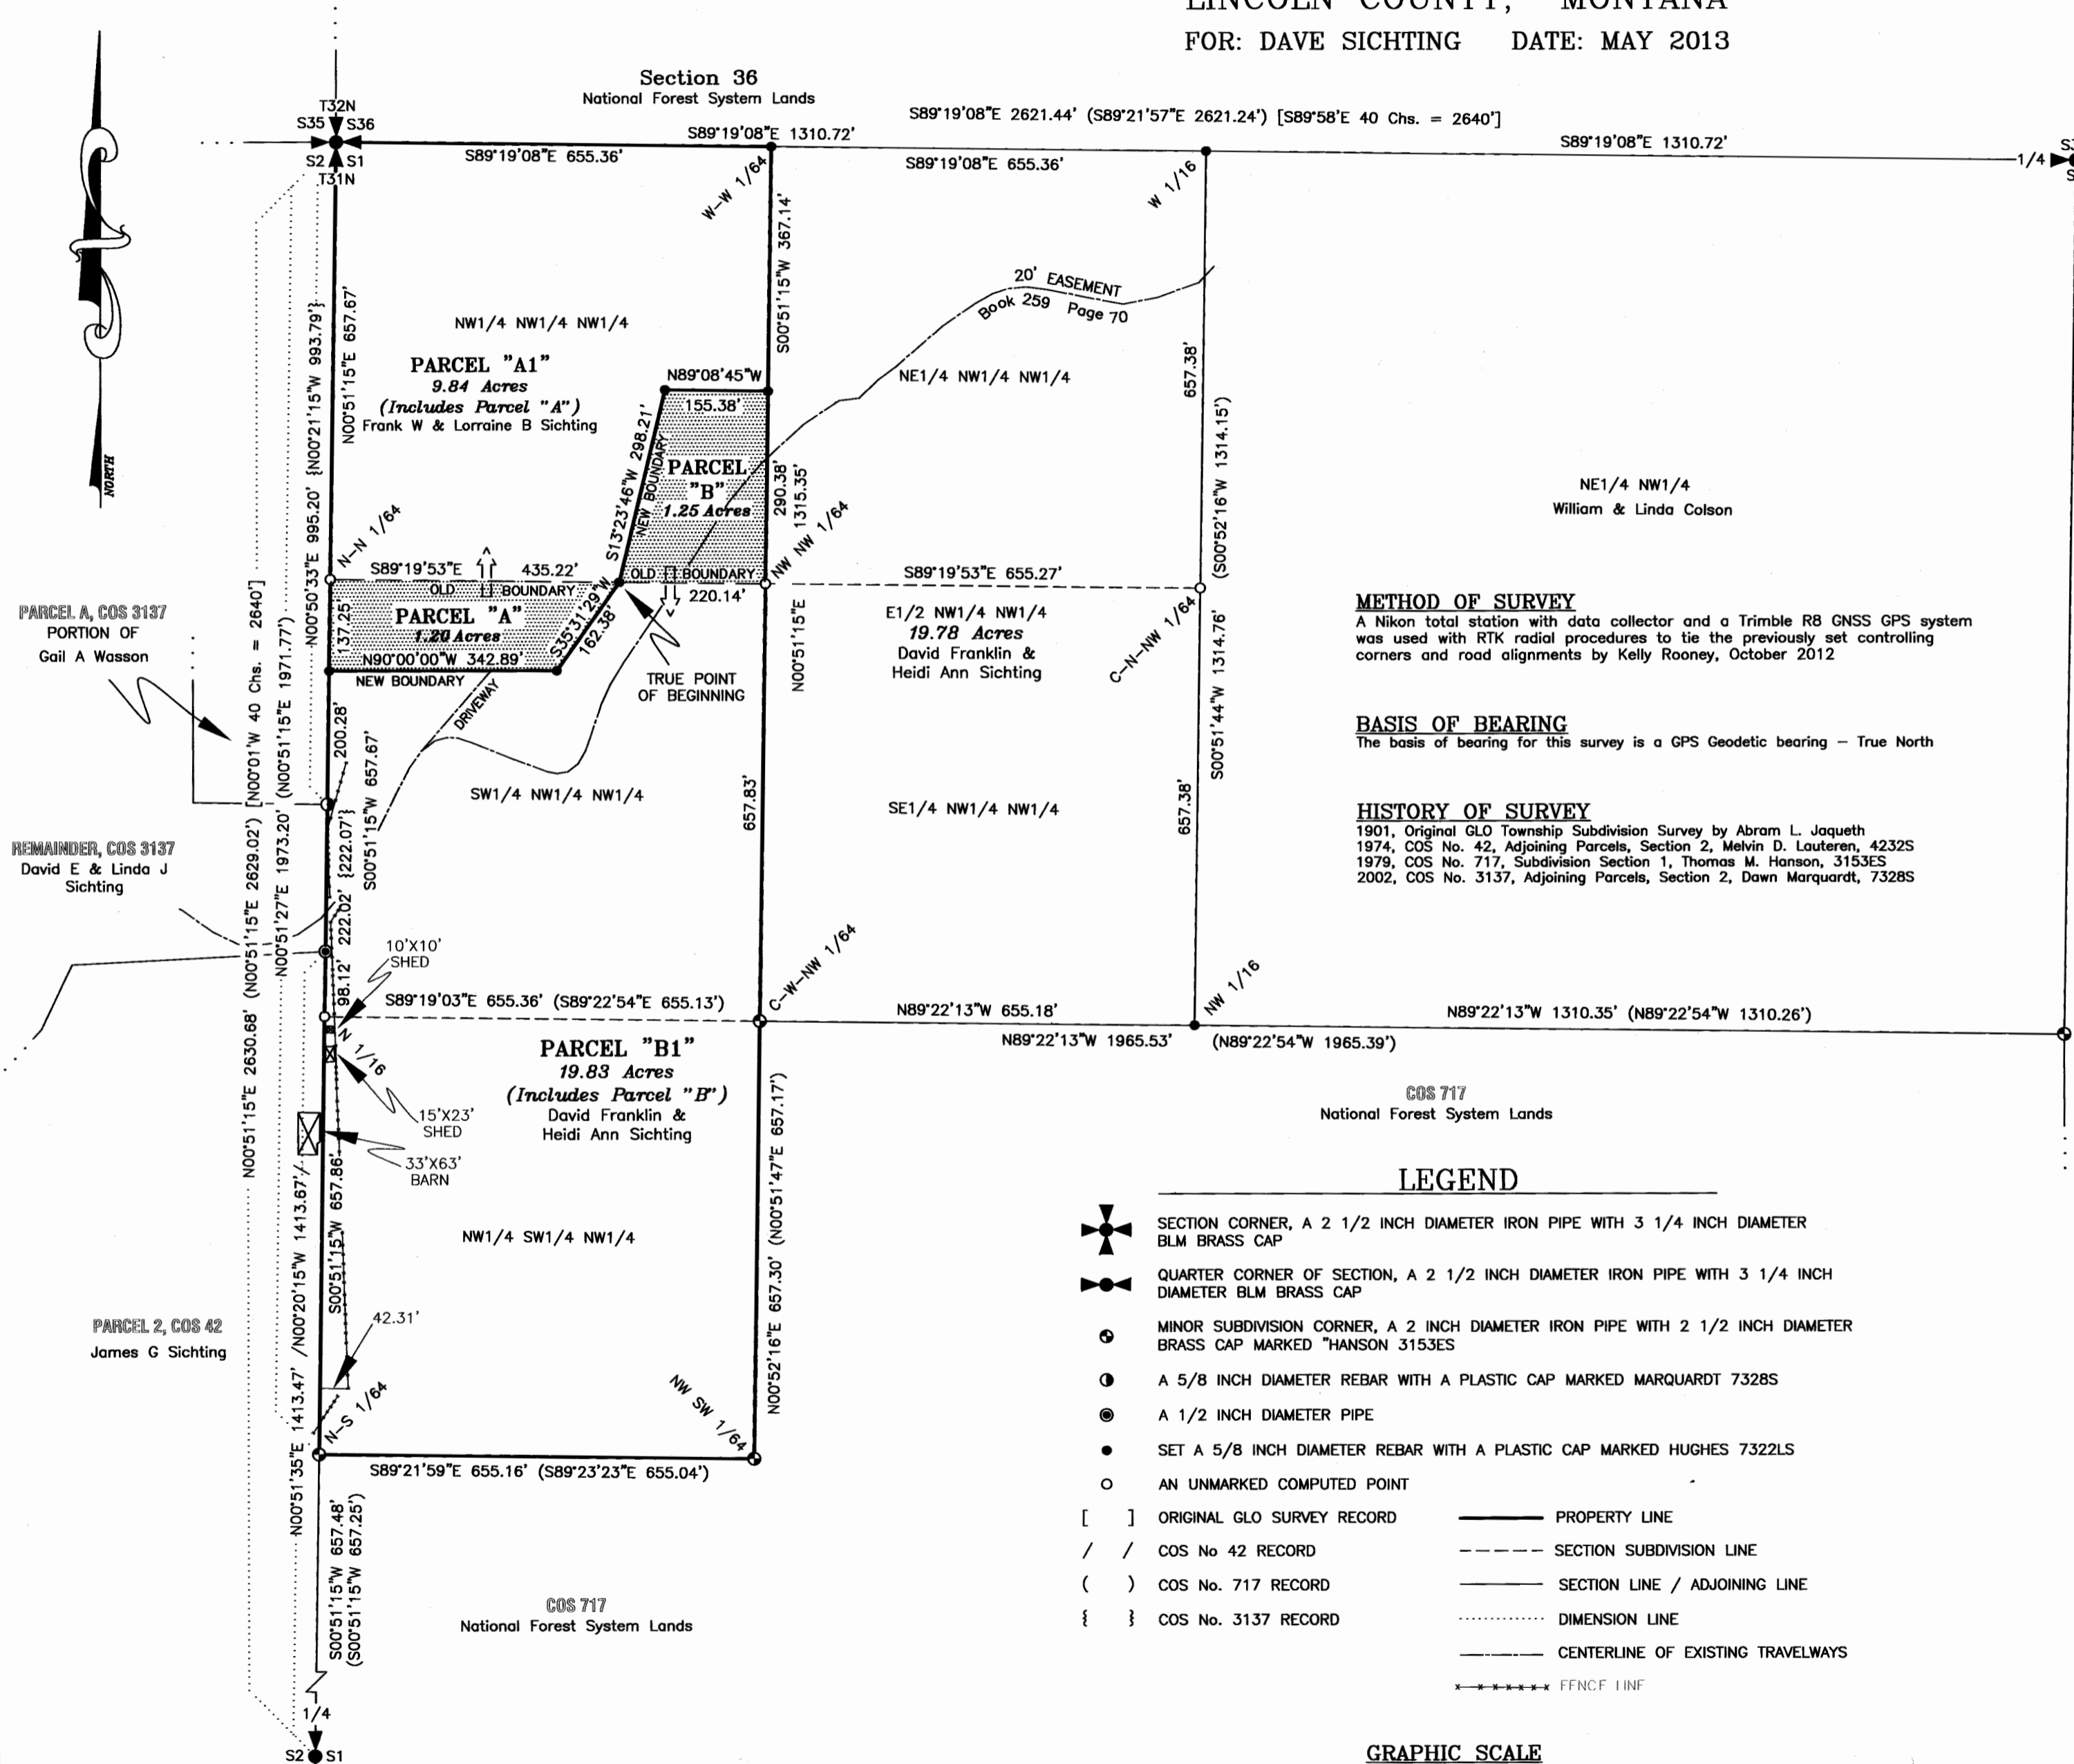 LINCOLN COUNTY, MONTANA
FOR: DAVE SICHTING DATE: MAY 2013
Section 36
National Forest System Lands
S89°19'08"E 2621.44' (S89°21'57"E 2621.24') [S89°58'E 40 Chs. = 2640']
S89°19'08"E 1310.72'
S89°19'08"E 655.36'
S89°19'08"E 655.36'
S89°19'08"E 1310.72'
T32N
S35 S36
S2 S1
T31N
W-W 1/64
W 1/16
1/4
NORTH
N00°51'15"E 657.67'
N00°50'33"E 995.20' {N00°21'15"W 993.79'}
S00°51'15"W 367.14'
20' EASEMENT
Book 259 Page 70
NW1/4 NW1/4 NW1/4
PARCEL "A1"
9.84 Acres
(Includes Parcel "A")
Frank W & Lorraine B Sichting
N89°08'45"W
155.38'
NE1/4 NW1/4 NW1/4
657.38'
S13°23'46"W 298.21'
NEW BOUNDARY
PARCEL
"B"
1.25 Acres
290.38'
N00°51'15"E 1315.35'
NW NW 1/64
(S00°52'16"W 1314.15')
S00°51'44"W 1314.76'
NE1/4 NW1/4
William & Linda Colson
N-N 1/64
S89°19'53"E 435.22'
OLD BOUNDARY
OLD BOUNDARY
220.14'
S89°19'53"E 655.27'
PARCEL "A"
1.20 Acres
137.25'
S35°31'29"W
162.38'
N90°00'00"W 342.89'
NEW BOUNDARY
TRUE POINT
OF BEGINNING
DRIVEWAY
E1/2 NW1/4 NW1/4
19.78 Acres
David Franklin &
Heidi Ann Sichting
C-N-NW 1/64
PARCEL A, COS 3137
PORTION OF
Gail A Wasson
[N00°01'W 40 Chs. = 2640']
N00°51'15"E 2630.68' (N00°51'15"E 2629.02')
N00°51'27"E 1973.20' (N00°51'15"E 1971.77')
METHOD OF SURVEY
A Nikon total station with data collector and a Trimble R8 GNSS GPS system
was used with RTK radial procedures to tie the previously set controlling
corners and road alignments by Kelly Rooney, October 2012
BASIS OF BEARING
The basis of bearing for this survey is a GPS Geodetic bearing – True North
HISTORY OF SURVEY
1901, Original GLO Township Subdivision Survey by Abram L. Jaqueth
1974, COS No. 42, Adjoining Parcels, Section 2, Melvin D. Lauteren, 4232S
1979, COS No. 717, Subdivision Section 1, Thomas M. Hanson, 3153ES
2002, COS No. 3137, Adjoining Parcels, Section 2, Dawn Marquardt, 7328S
200.28'
S00°51'15"W 657.67'
222.02' {222.07'}
SW1/4 NW1/4 NW1/4
657.83'
SE1/4 NW1/4 NW1/4
657.38'
REMAINDER, COS 3137
David E & Linda J
Sichting
98.12'
10'X10'
SHED
S89°19'03"E 655.36' (S89°22'54"E 655.13')
C-W-NW 1/64
N89°22'13"W 655.18'
NW 1/16
N89°22'13"W 1310.35' (N89°22'54"W 1310.26')
N89°22'13"W 1965.53' (N89°22'54"W 1965.39')
N 1/16
PARCEL "B1"
19.83 Acres
(Includes Parcel "B")
David Franklin &
Heidi Ann Sichting
15'X23'
SHED
33'X63'
BARN
COS 717
National Forest System Lands
S00°51'15"W 657.86'
N00°51'35"E 1413.47' /N00°20'15"W 1413.67'/
NW1/4 SW1/4 NW1/4
N00°52'16"E 657.30' (N00°51'47"E 657.17')
PARCEL 2, COS 42
James G Sichting
42.31'
N-S 1/64
NW SW 1/64
S89°21'59"E 655.16' (S89°23'23"E 655.04')
S00°51'15"W 657.48'
(S00°51'15"W 657.25')
COS 717
National Forest System Lands
1/4
S2 S1
LEGEND
SECTION CORNER, A 2 1/2 INCH DIAMETER IRON PIPE WITH 3 1/4 INCH DIAMETER
BLM BRASS CAP
QUARTER CORNER OF SECTION, A 2 1/2 INCH DIAMETER IRON PIPE WITH 3 1/4 INCH
DIAMETER BLM BRASS CAP
MINOR SUBDIVISION CORNER, A 2 INCH DIAMETER IRON PIPE WITH 2 1/2 INCH DIAMETER
BRASS CAP MARKED "HANSON 3153ES
A 5/8 INCH DIAMETER REBAR WITH A PLASTIC CAP MARKED MARQUARDT 7328S
A 1/2 INCH DIAMETER PIPE
SET A 5/8 INCH DIAMETER REBAR WITH A PLASTIC CAP MARKED HUGHES 7322LS
AN UNMARKED COMPUTED POINT
[ ] ORIGINAL GLO SURVEY RECORD
/ / COS No 42 RECORD
( ) COS No. 717 RECORD
{ } COS No. 3137 RECORD
PROPERTY LINE
SECTION SUBDIVISION LINE
SECTION LINE / ADJOINING LINE
DIMENSION LINE
CENTERLINE OF EXISTING TRAVELWAYS
FENCE LINE
GRAPHIC SCALE